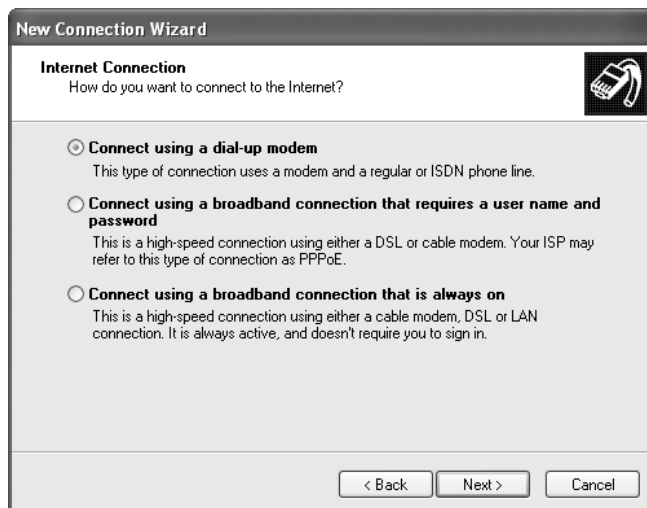 New Connection Wizard
Internet Connection
How do you want to connect to the Internet?
Connect using a dial-up modem
This type of connection uses a modem and a regular or ISDN phone line.
Connect using a broadband connection that requires a user name and
password
This is a high-speed connection using either a DSL or cable modem. Your ISP may
refer to this type of connection as PPPoE.
Connect using a broadband connection that is always on
This is a high-speed connection using either a cable modem, DSL or LAN
connection. It is always active, and doesn't require you to sign in.
< Back Next > Cancel